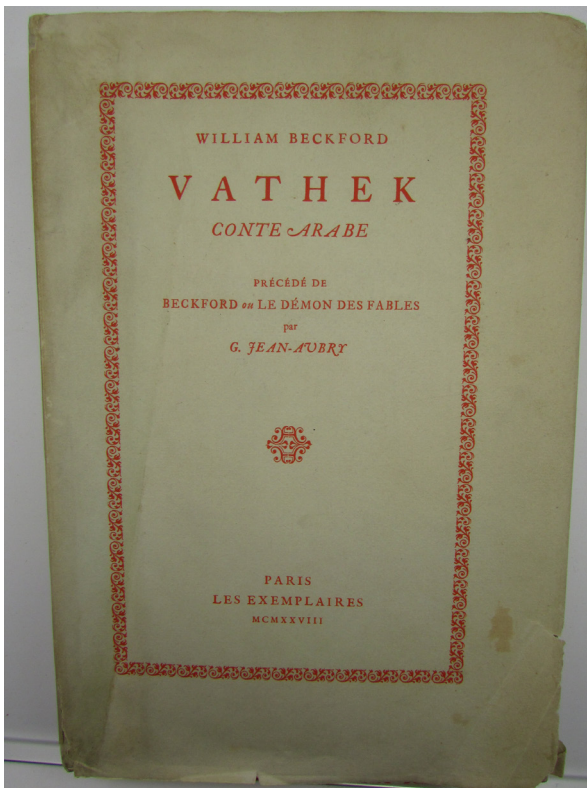 WILLIAM BECKFORD
VATHEK
CONTE ARABE
PRÉCÉDÉ DE
BECKFORD ou LE DÉMON DES FABLES
par
G. JEAN-AUBRY
PARIS
LES EXEMPLAIRES
MCMXXVIII